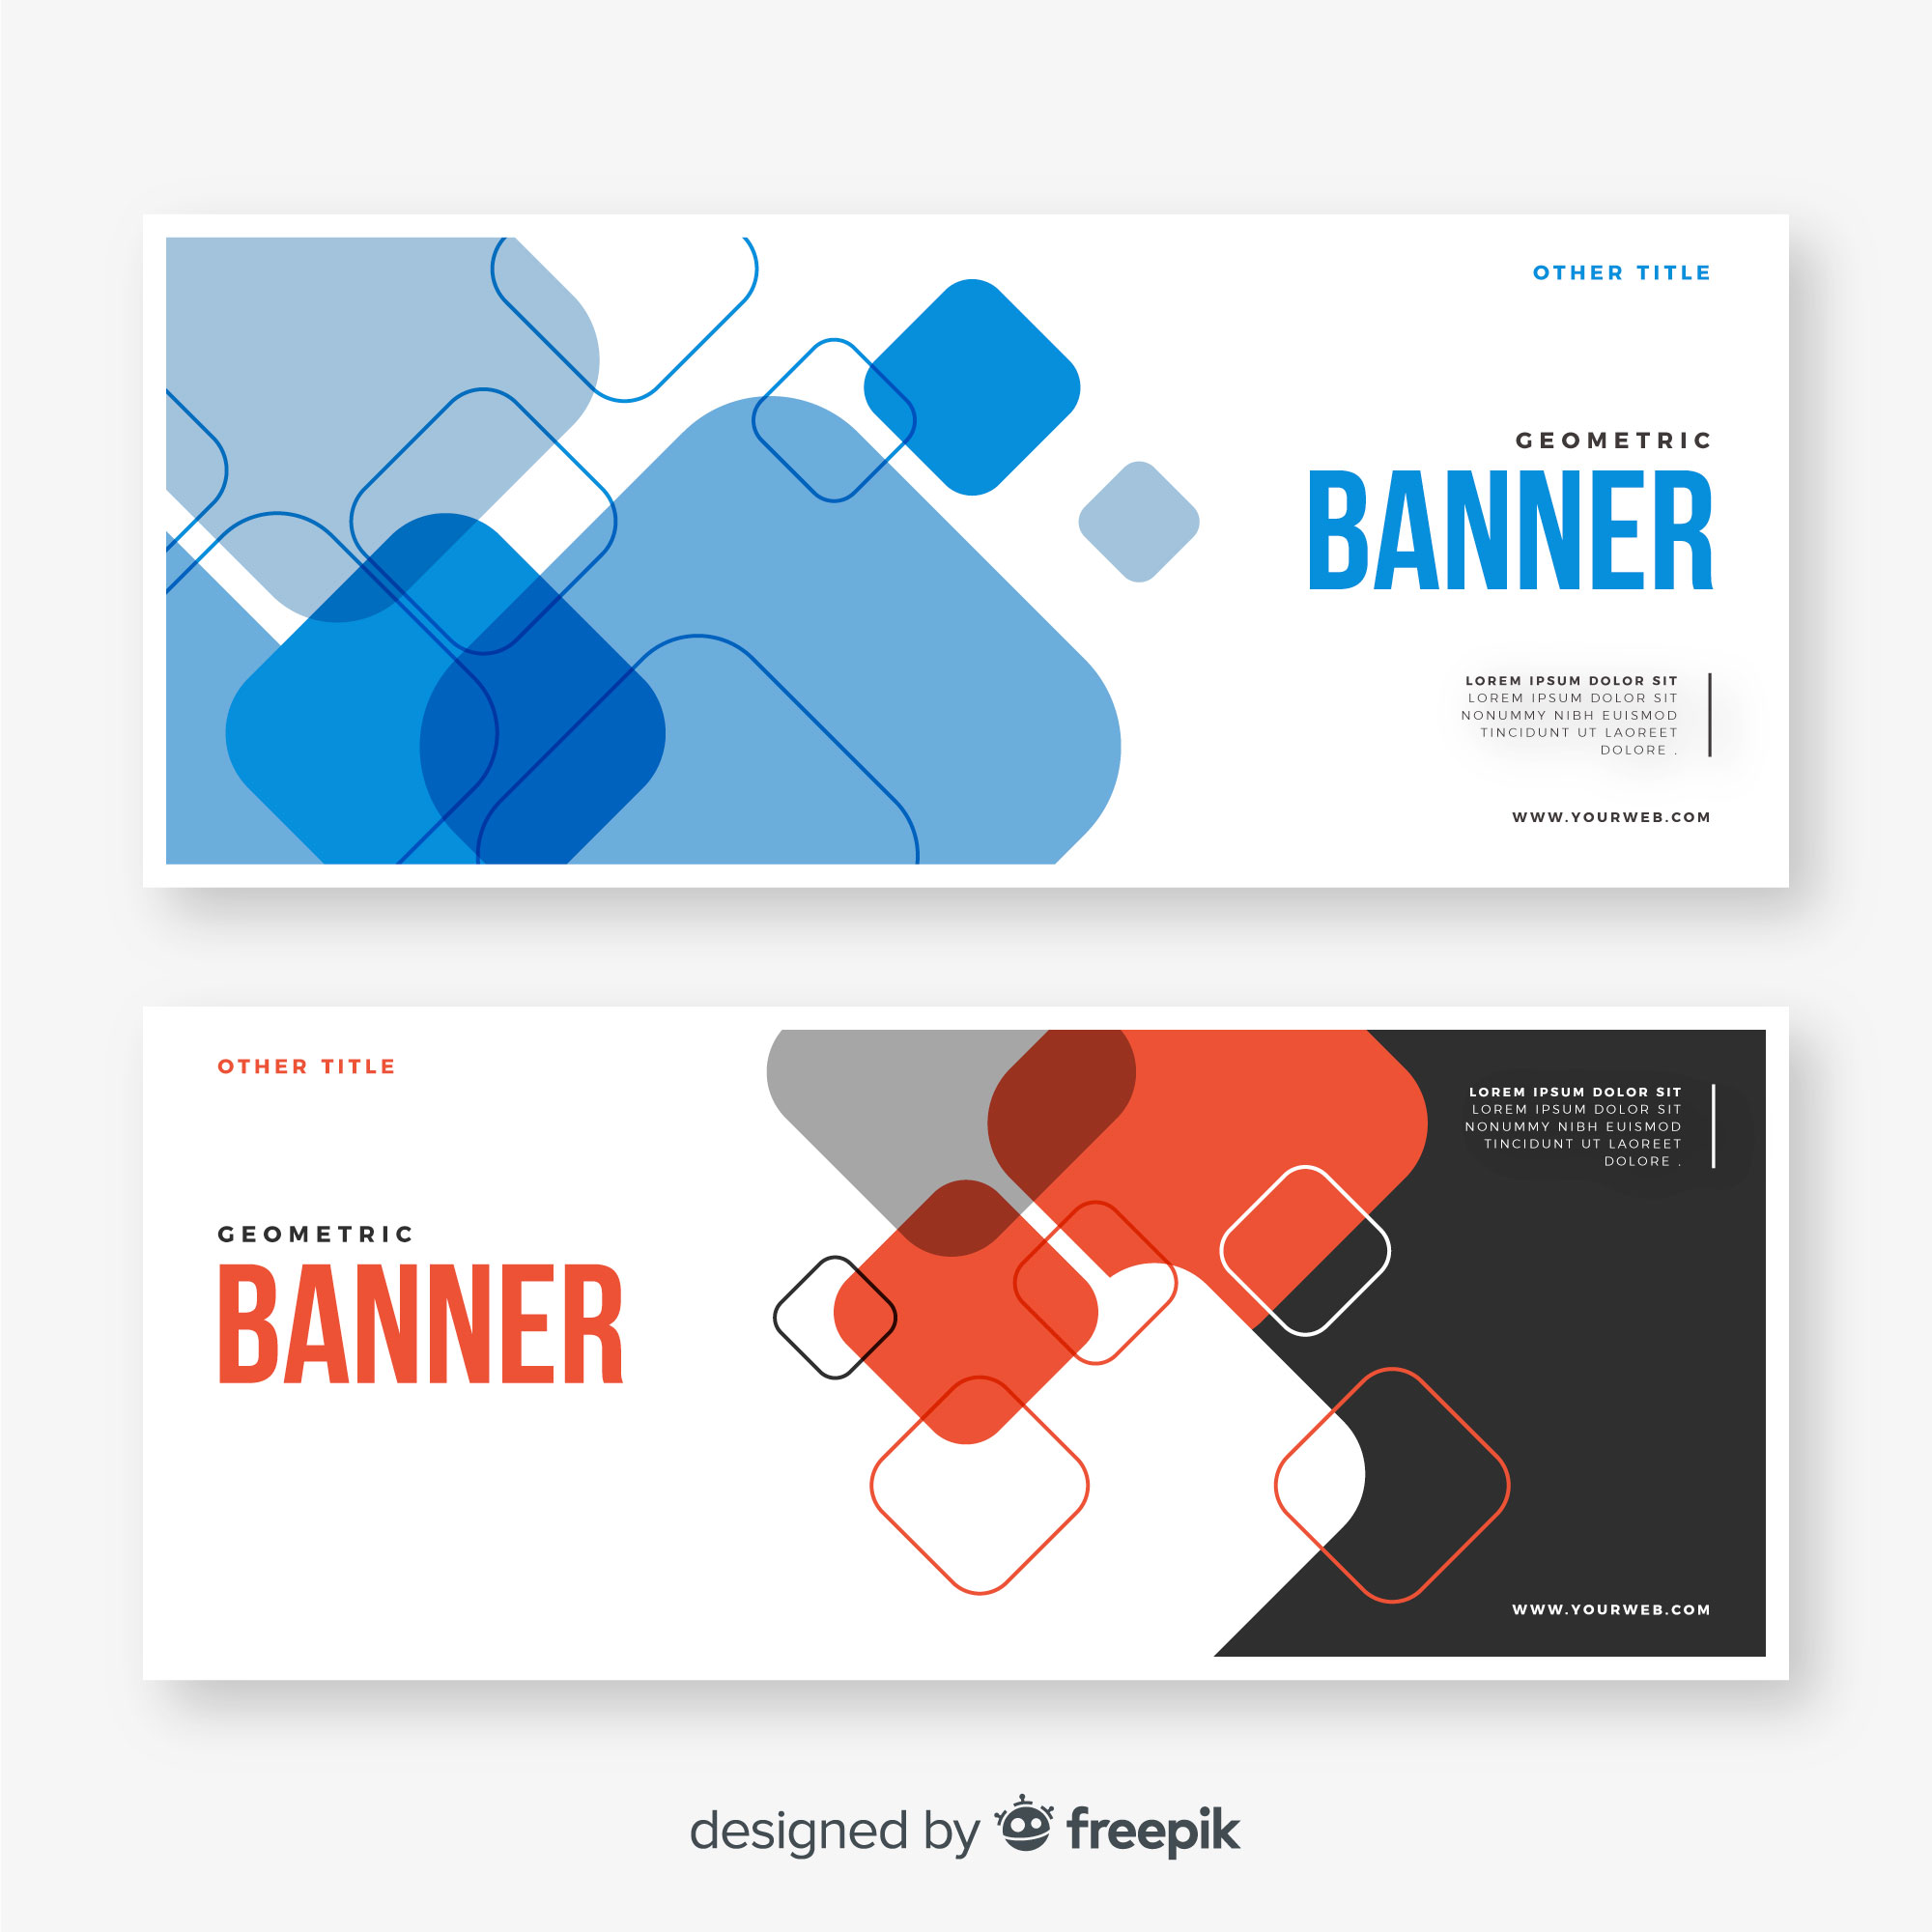 OTHER TITLE
GEOMETRIC
BANNER
LOREM IPSUM DOLOR SIT
LOREM IPSUM DOLOR SIT
NONUMMY NIBH EUISMOD
TINCIDUNT UT LAOREET
DOLORE .
WWW.YOURWEB.COM
OTHER TITLE
GEOMETRIC
BANNER
LOREM IPSUM DOLOR SIT
LOREM IPSUM DOLOR SIT
NONUMMY NIBH EUISMOD
TINCIDUNT UT LAOREET
DOLORE .
WWW.YOURWEB.COM
designed by freepik